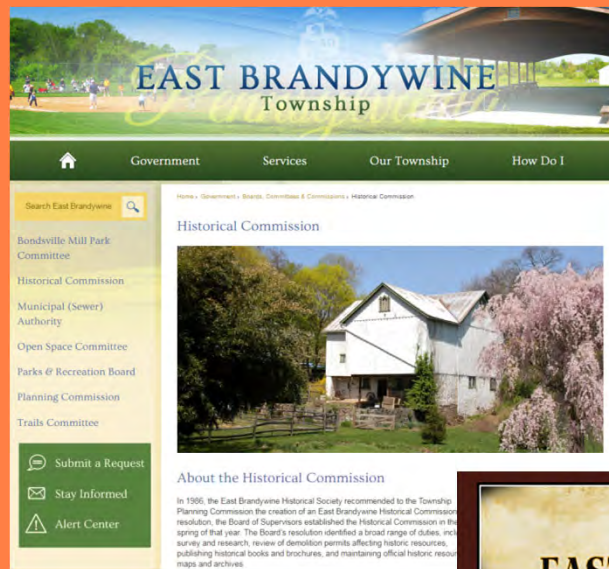 EAST BRANDYWINE
Township
Pennsylvania
Government
Services
Our Township
How Do I
Search East Brandywine
Home › Government › Boards, Committees & Commissions › Historical Commission
Historical Commission
Bondsville Mill Park
Committee
Historical Commission
Municipal (Sewer)
Authority
Open Space Committee
Parks & Recreation Board
Planning Commission
Trails Committee
Submit a Request
Stay Informed
Alert Center
About the Historical Commission
In 1986, the East Brandywine Historical Society recommended to the Township
Planning Commission the creation of an East Brandywine Historical Commission
resolution, the Board of Supervisors established the Historical Commission in the
spring of that year. The Board's resolution identified a broad range of duties,
survey and research, review of demolition permits affecting historic resources,
publishing historical books and brochures, and maintaining official historic
maps and archives
EAST